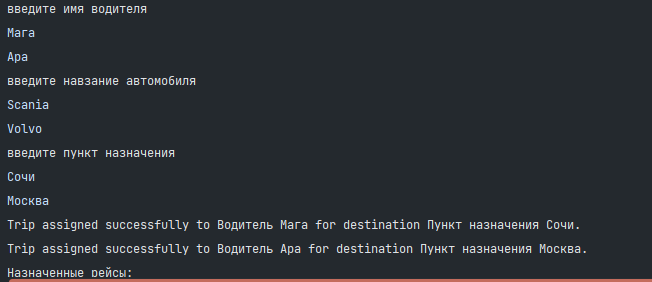 введите имя водителя
Мага
Ара
введите навзание автомобиля
Scania
Volvo
введите пункт назначения
Сочи
Москва
Trip assigned successfully to Водитель Мага for destination Пункт назначения Сочи.
Trip assigned successfully to Водитель Ара for destination Пункт назначения Москва.
Назначенные рейсы: